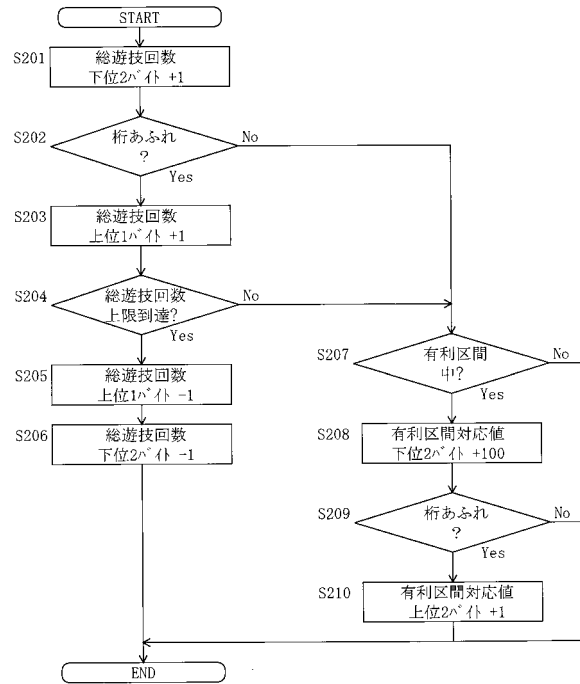 START
S201
総遊技回数
下位2バイト +1
S202
桁あふれ
?
No
Yes
S203
総遊技回数
上位1バイト +1
S204
総遊技回数
上限到達?
No
Yes
S205
総遊技回数
上位1バイト -1
S206
総遊技回数
下位2バイト -1
S207
有利区間
中?
No
Yes
S208
有利区間対応値
下位2バイト +100
S209
桁あふれ
?
No
Yes
S210
有利区間対応値
上位2バイト +1
END